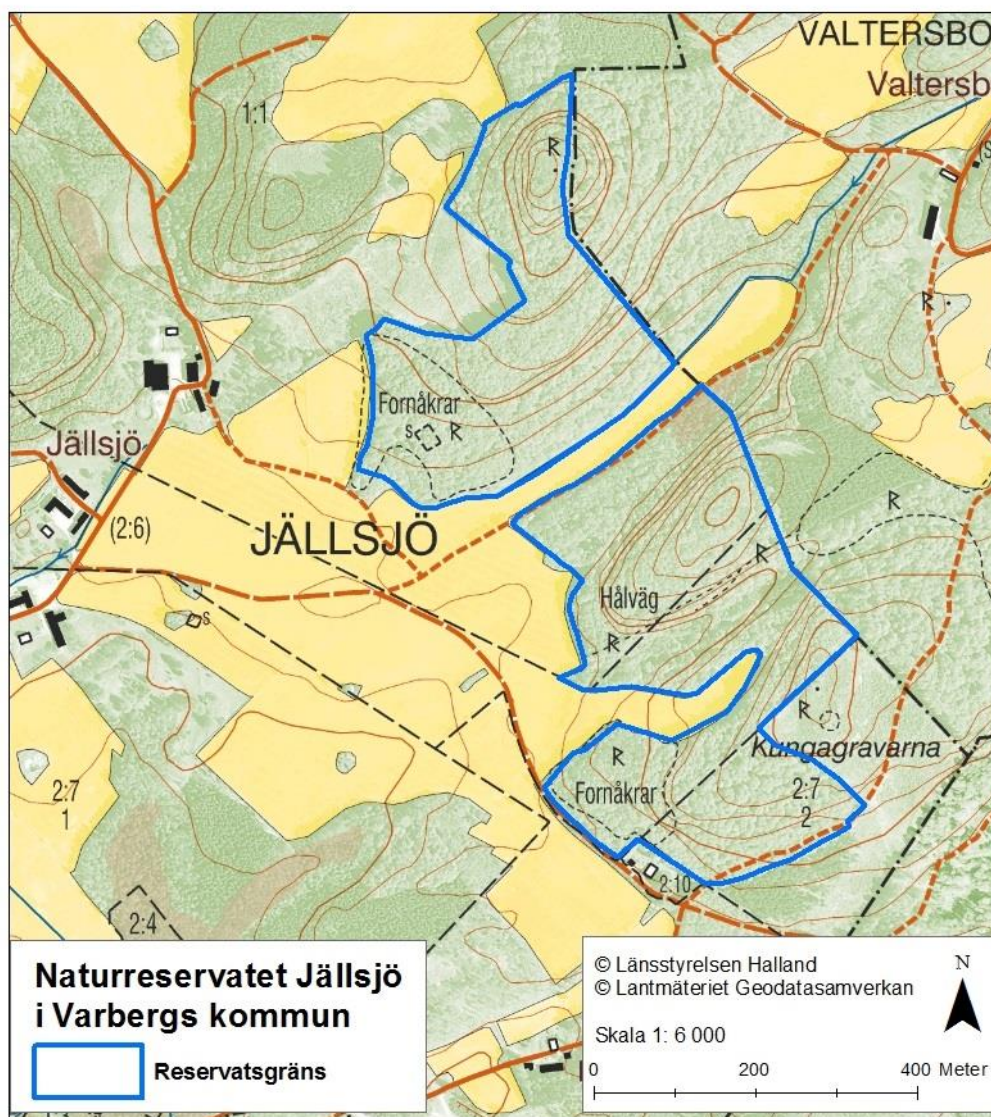 VALTERSBO
Valtersb
1:1
R
(S
R
Fornåkrar
s
R
Jällsjö
(2:6)
JÄLLSJÖ
R
R
Hålväg
s
R
R
Kungagravarna
R
Fornåkrar
2:7
1
2:7
2
2:10
2:4
Naturreservatet Jällsjö
i Varbergs kommun
Reservatsgräns
© Länsstyrelsen Halland
© Lantmäteriet Geodatasamverkan
N
Skala 1: 6 000
0 200 400 Meter